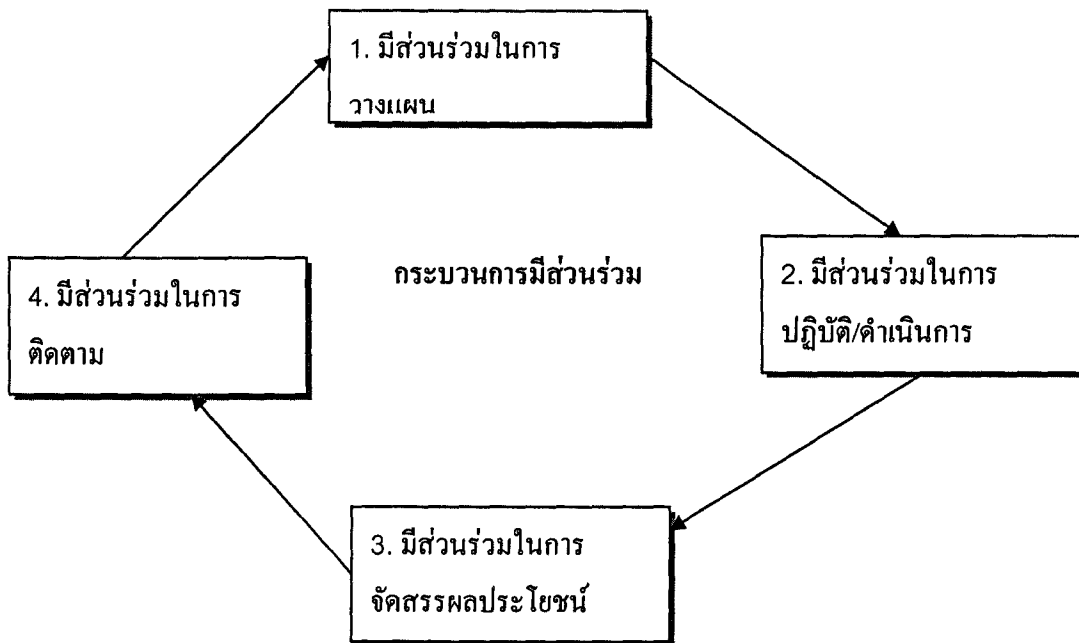 1. มีส่วนร่วมในการ
วางแผน
กระบวนการมีส่วนร่วม
2. มีส่วนร่วมในการ
ปฏิบัติ/ดำเนินการ
3. มีส่วนร่วมในการ
จัดสรรผลประโยชน์
4. มีส่วนร่วมในการ
ติดตาม